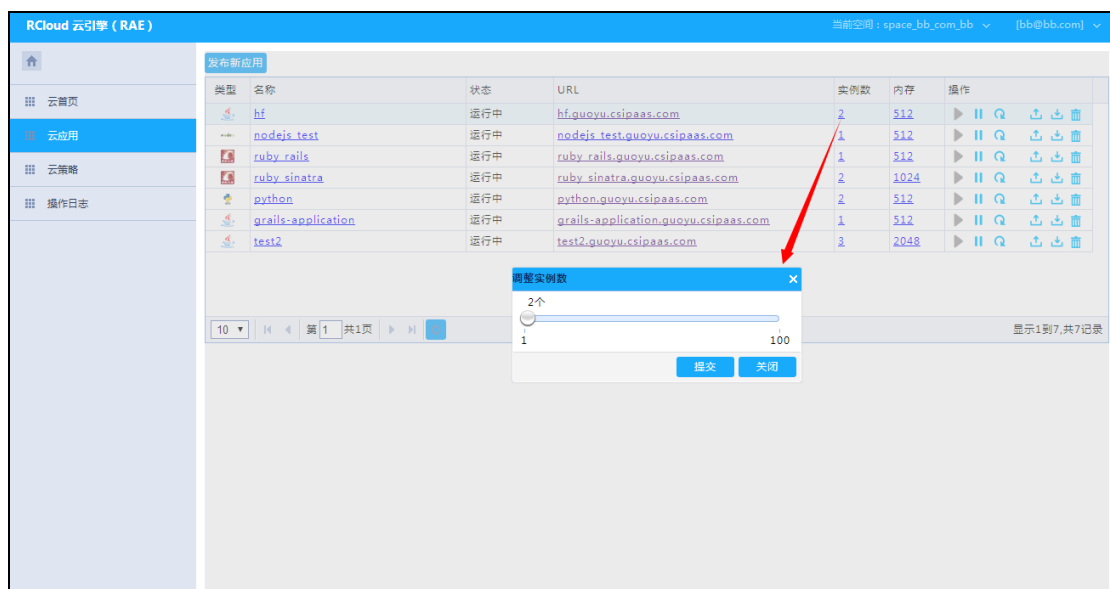 RCloud 云引擎 ( RAE ) 当前空间 : space_bb_com_bb [bb@bb.com]
发布新应用
云首页
云应用
云策略
操作日志
类型 名称 状态 URL 实例数 内存 操作
hf 运行中 hf.guoyu.csipaas.com 2 512
nodejs_test 运行中 nodejs_test.guoyu.csipaas.com 1 512
ruby_rails 运行中 ruby_rails.guoyu.csipaas.com 1 512
ruby_sinatra 运行中 ruby_sinatra.guoyu.csipaas.com 2 1024
python 运行中 python.guoyu.csipaas.com 2 512
grails-application 运行中 grails-application.guoyu.csipaas.com 1 512
test2 运行中 test2.guoyu.csipaas.com 3 2048
调整实例数
2个
1 100
提交 关闭
10 第 1 共1页 显示1到7,共7记录